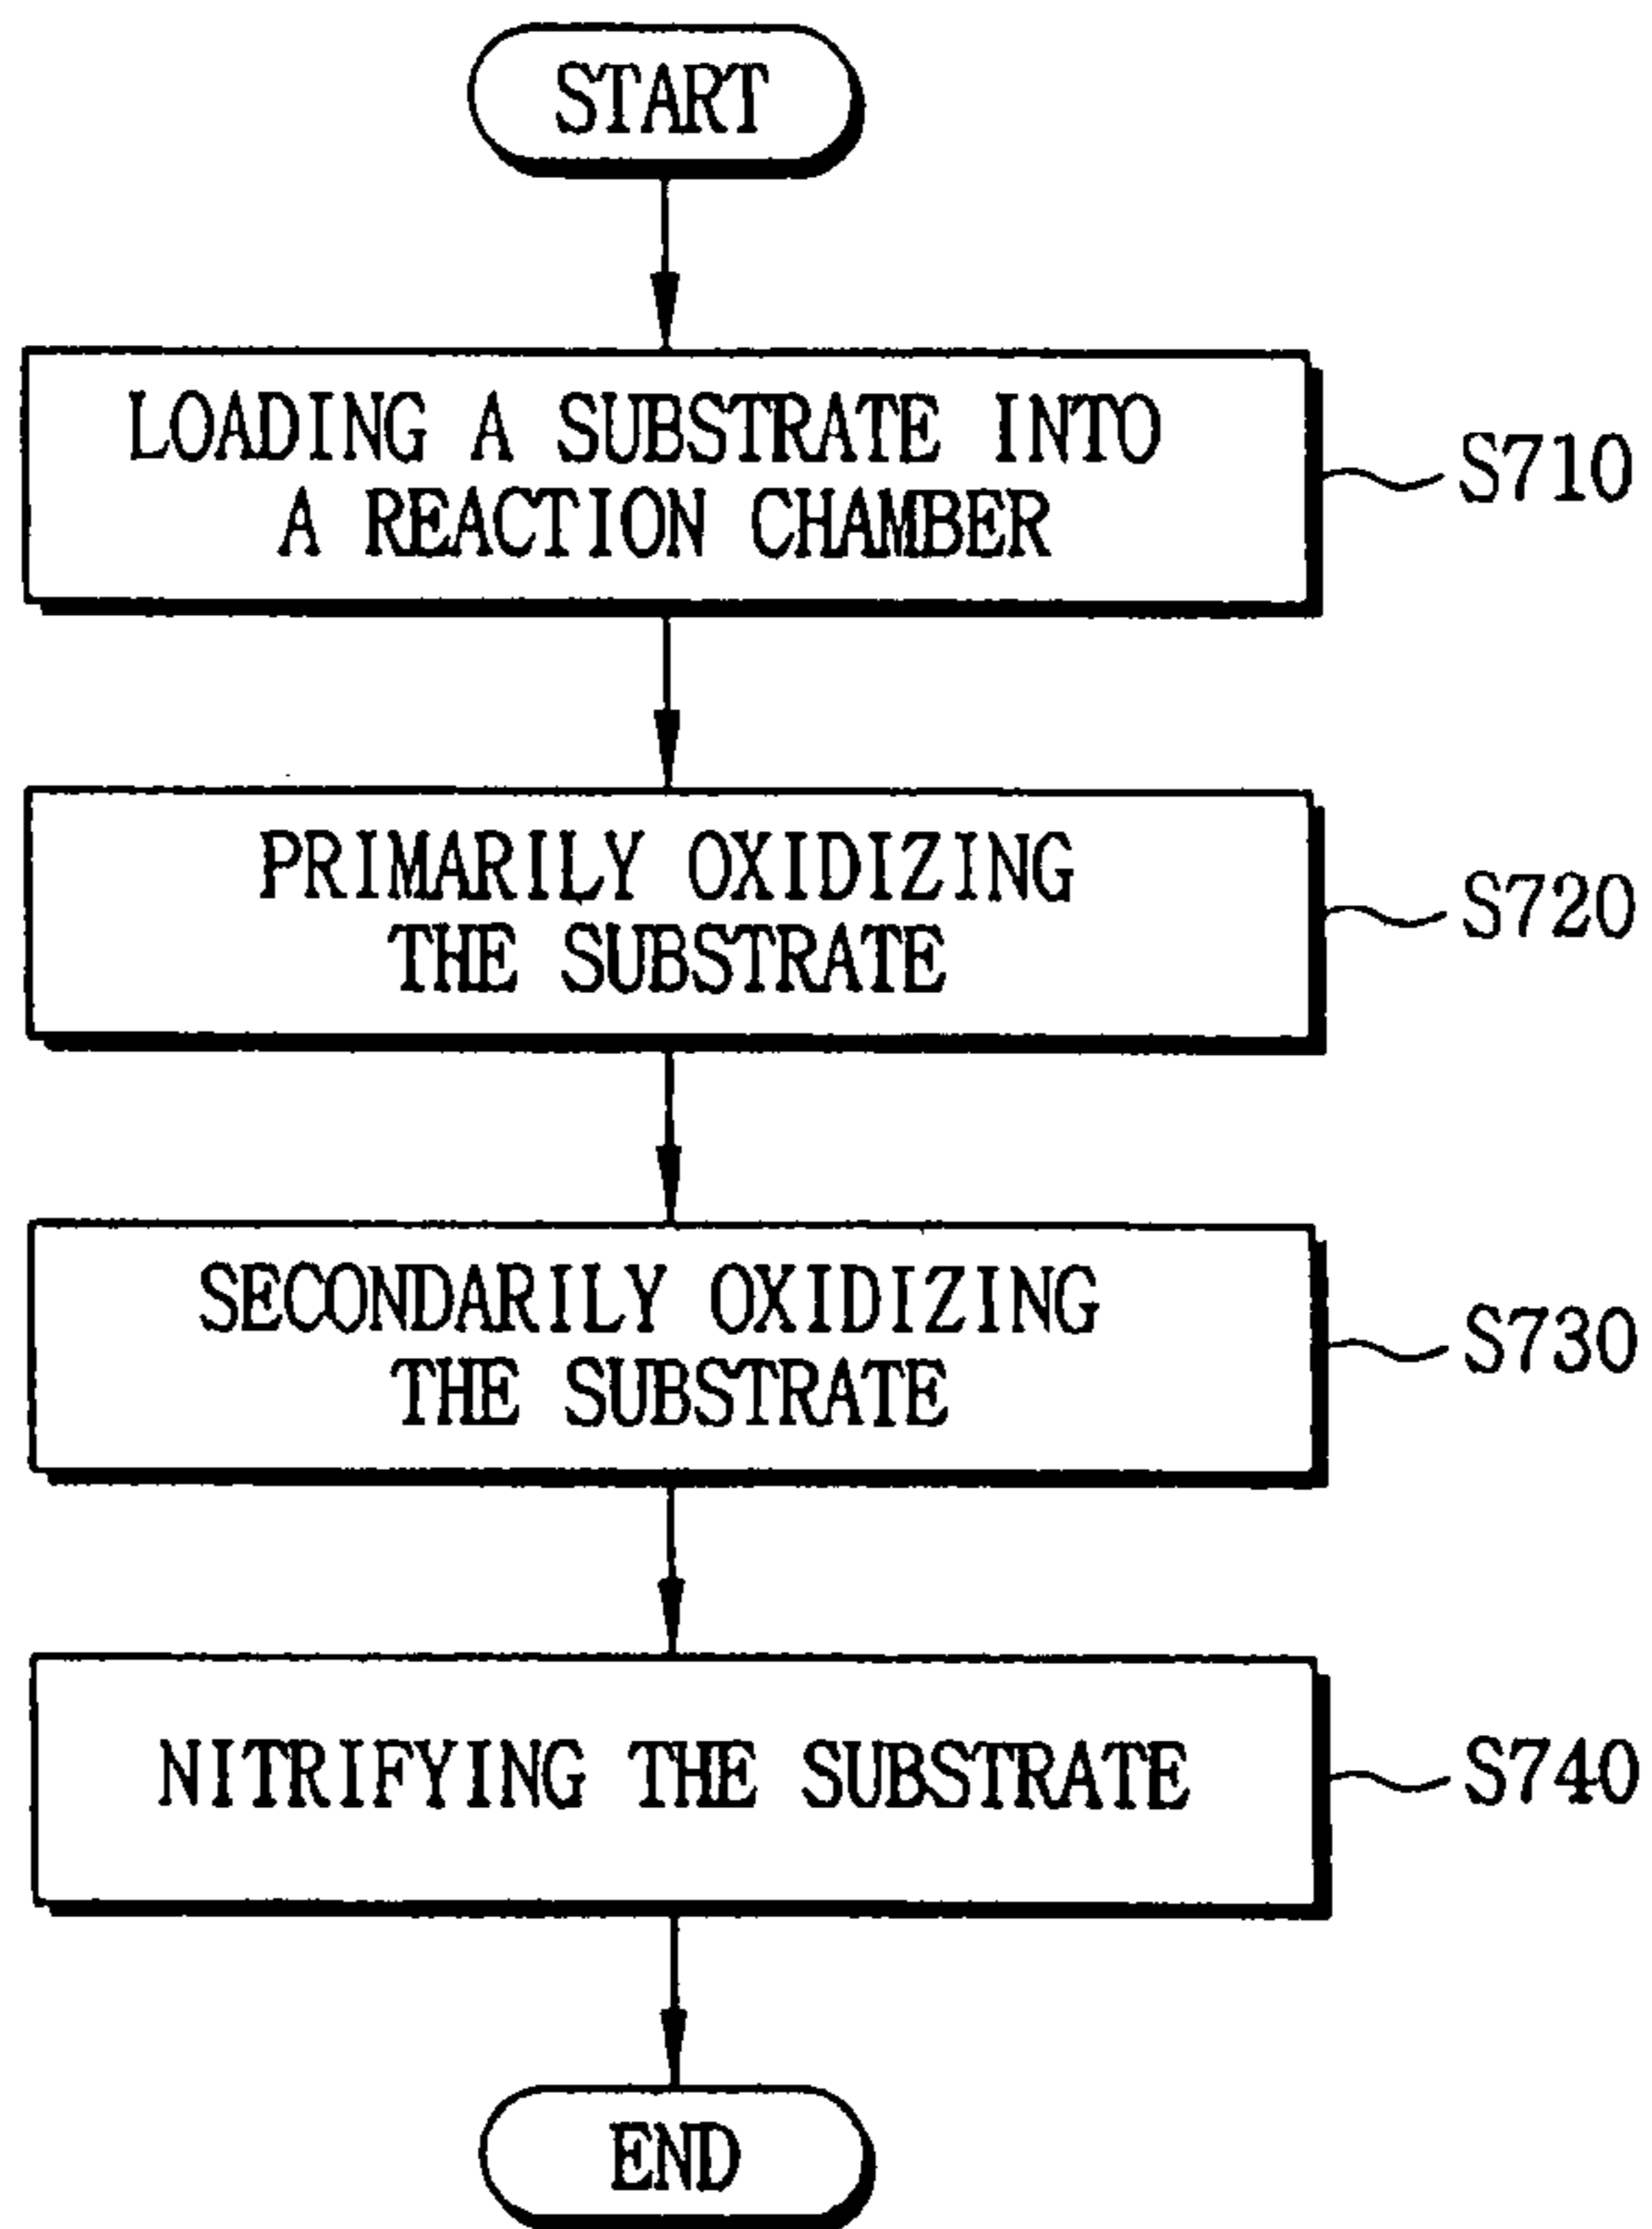 START
LOADING A SUBSTRATE INTO
A REACTION CHAMBER
S710
PRIMARILY OXIDIZING
THE SUBSTRATE
S720
SECONDARILY OXIDIZING
THE SUBSTRATE
S730
NITRIFYING THE SUBSTRATE
S740
END